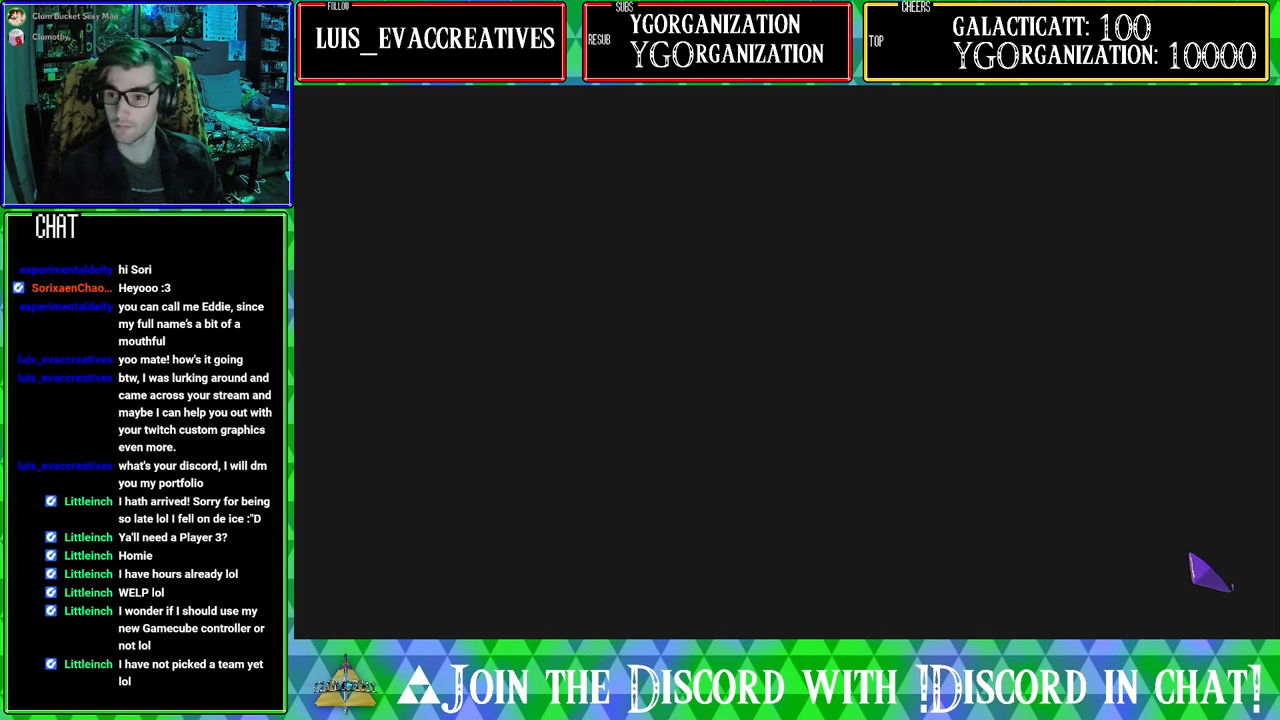 Clum Bucket Sexy Man
Clumothy
FOLLOW
LUIS_EVACCREATIVES
SUBS
YGORGANIZATION
RESUB
YGORGANIZATION
CHEERS
GALACTICATT: 100
TOP
YGORGANIZATION: 10000
CHAT
experimentaldeity hi Sori
SorixaenChao... Heyooo :3
experimentaldeity you can call me Eddie, since
my full name's a bit of a
mouthful
luis_evaccreatives yoo mate! how's it going
luis_evaccreatives btw, I was lurking around and
came across your stream and
maybe I can help you out with
your twitch custom graphics
even more.
luis_evaccreatives what's your discord, I will dm
you my portfolio
Littleinch I hath arrived! Sorry for being
so late lol I fell on de ice :"D
Littleinch Ya'll need a Player 3?
Littleinch Homie
Littleinch I have hours already lol
Littleinch WELP lol
Littleinch I wonder if I should use my
new Gamecube controller or
not lol
Littleinch I have not picked a team yet
lol
JOIN THE DISCORD WITH !DISCORD IN CHAT!